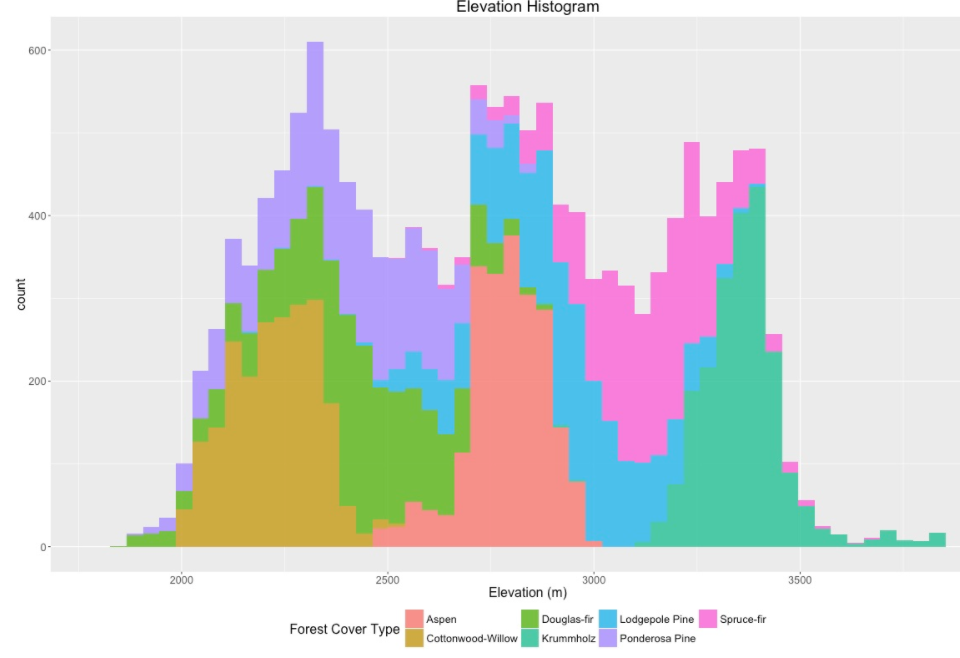 Elevation Histogram
600
400
200
0
count
2000 2500 3000 3500
Elevation (m)
Forest Cover Type
Aspen Douglas-fir Lodgepole Pine Spruce-fir
Cottonwood-Willow Krummholz Ponderosa Pine